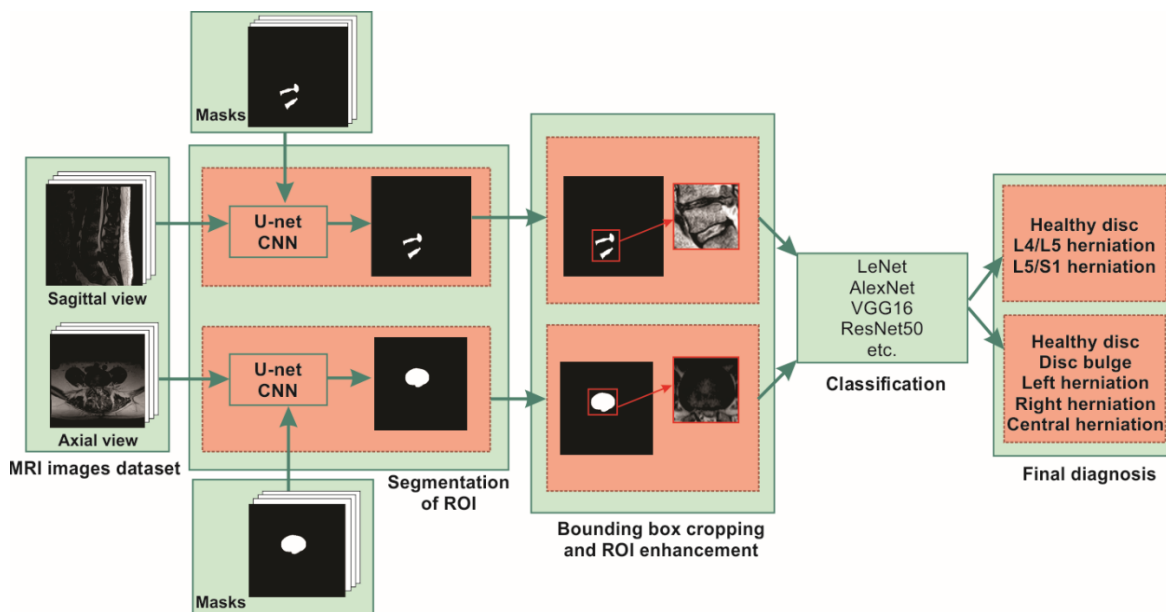 Masks
U-net
CNN
Sagittal view
U-net
CNN
Axial view
MRI images dataset
Masks
Segmentation
of ROI
Bounding box cropping
and ROI enhancement
LeNet
AlexNet
VGG16
ResNet50
etc.
Classification
Healthy disc
L4/L5 herniation
L5/S1 herniation
Healthy disc
Disc bulge
Left herniation
Right herniation
Central herniation
Final diagnosis